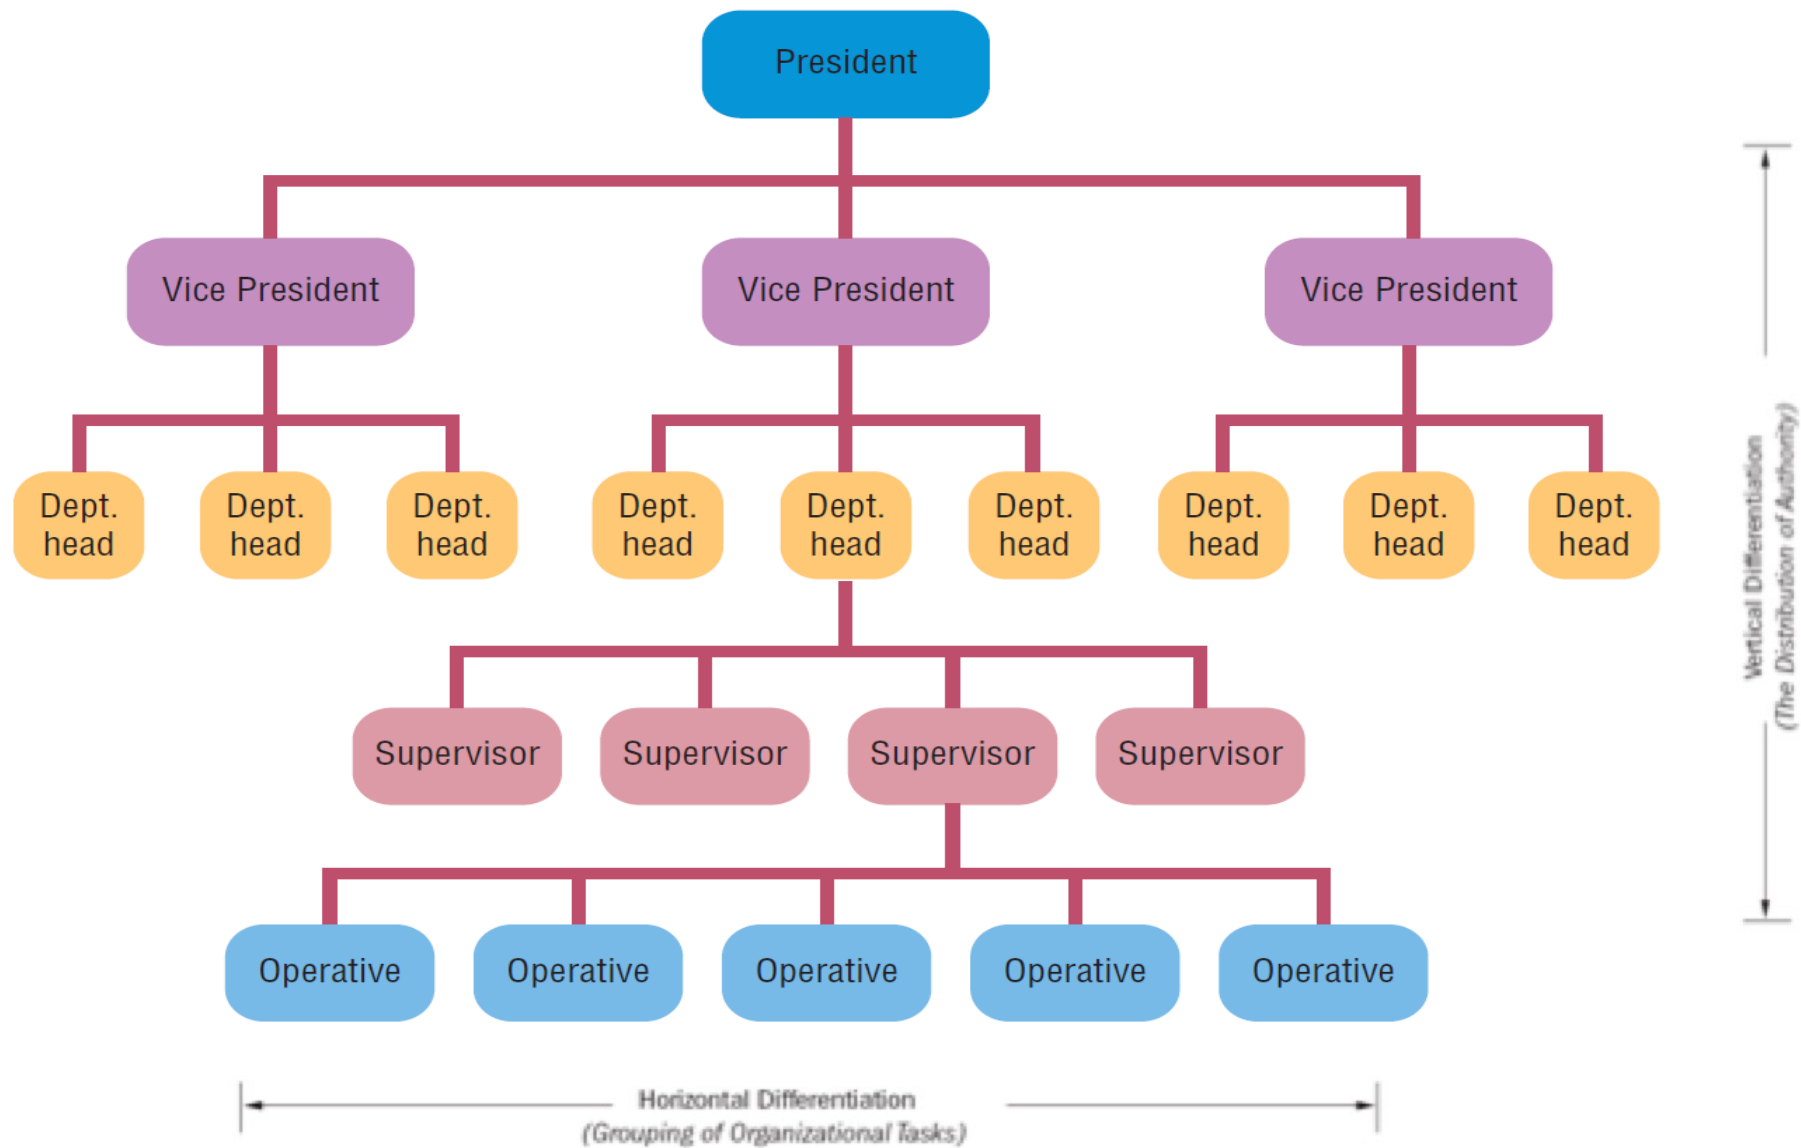 President
Vice President
Vice President
Vice President
Dept.
head
Dept.
head
Dept.
head
Dept.
head
Dept.
head
Dept.
head
Dept.
head
Dept.
head
Dept.
head
Supervisor
Supervisor
Supervisor
Supervisor
Operative
Operative
Operative
Operative
Operative
Vertical Differentiation
(The Distribution of Authority)
Horizontal Differentiation
(Grouping of Organizational Tasks)